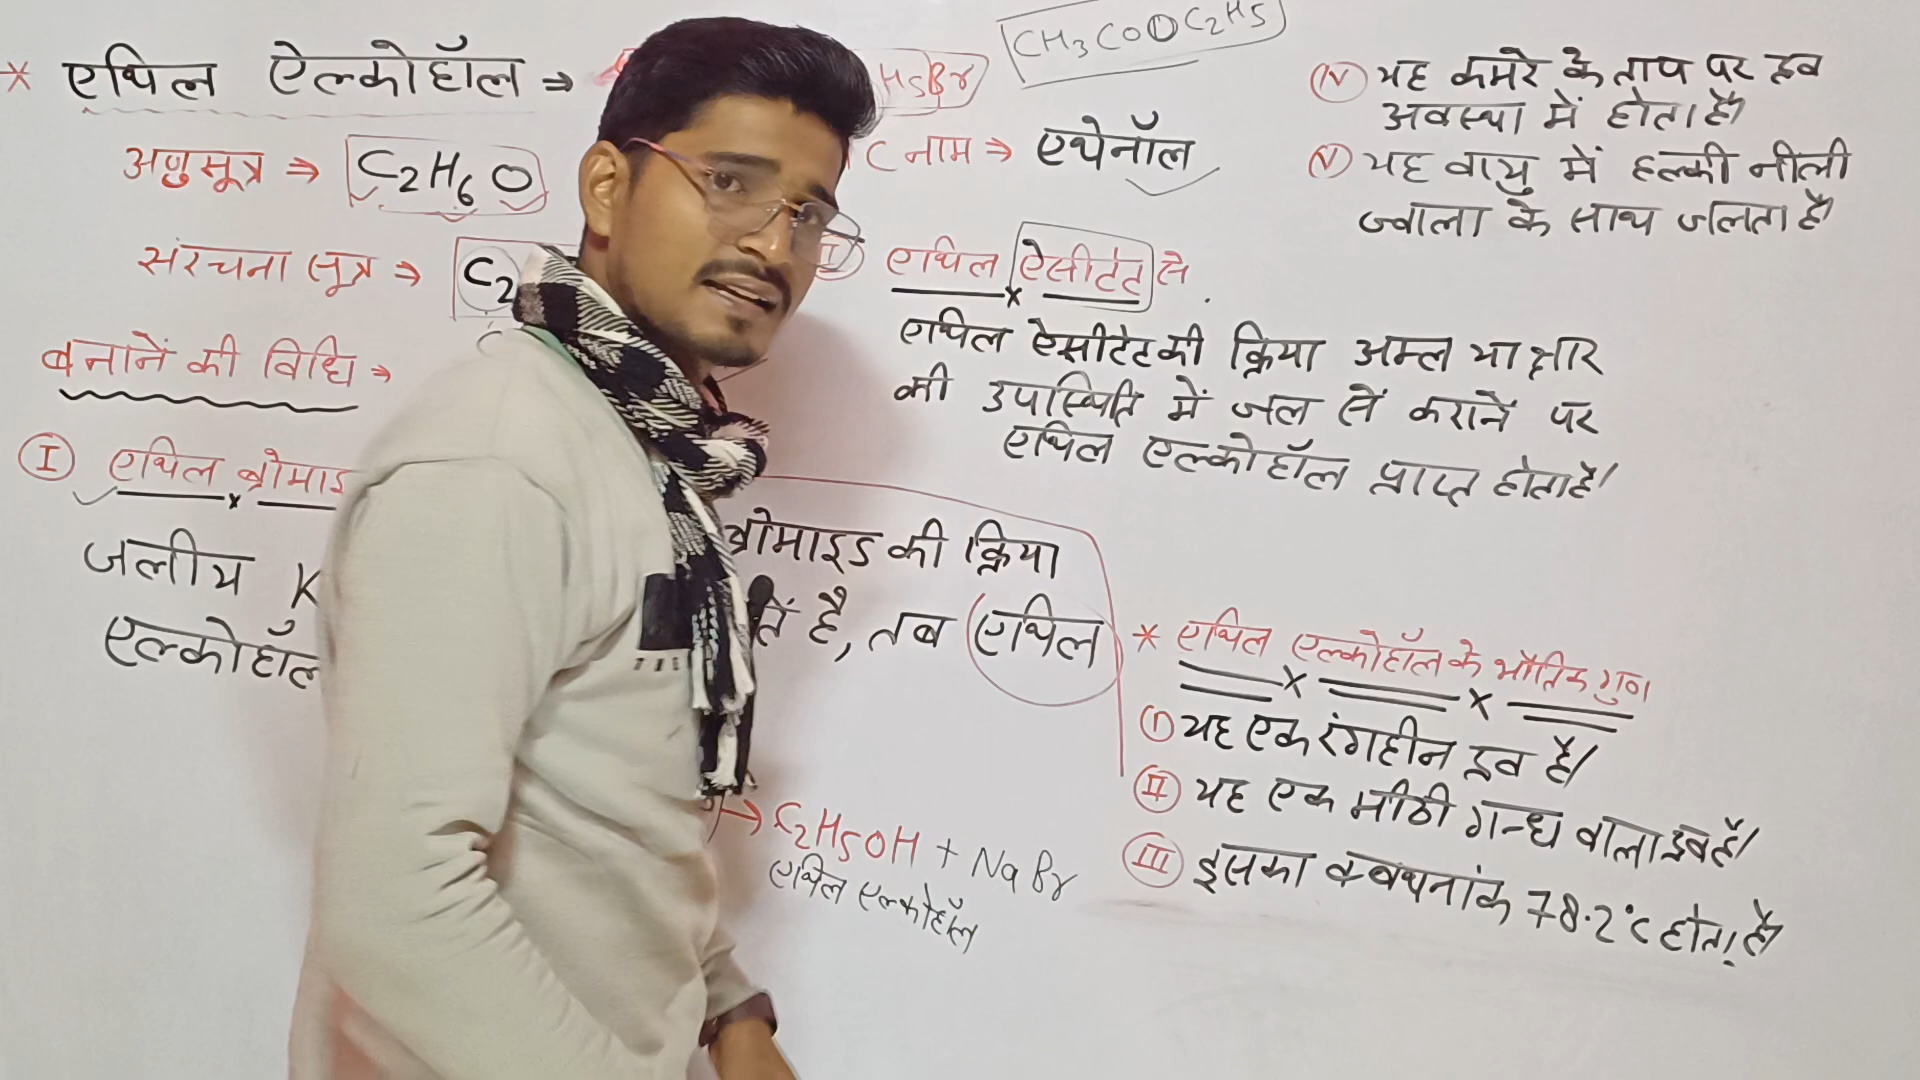 * एथिल ऐल्कोहॉल ⇒
H5Br
CH3COOC2H5
अणुसूत्र ⇒ C2H6O
C नाम ⇒ एथेनॉल
संरचना सूत्र ⇒ C2
बनानें की विधि ⇒
I एथिल ब्रोमाइ
जलीय K
एल्कोहॉल
ब्रोमाइड की क्रिया
है, तब एथिल
→ C2H5OH + NaBr
एथिल एल्कोहॉल
एथिल ऐसीटेट से
एथिल ऐसीटेट की क्रिया अम्ल या क्षार
की उपस्थिति में जल सें करानें पर
एथिल एल्कोहॉल प्राप्त होता है।
* एथिल एल्कोहॉल के भौतिक गुण
I यह एक रंगहीन द्रव है।
II यह एक मीठी गन्ध वाला द्रव है।
III इसका क्वथनांक 78.2°c होता है।
IV यह कमरे के ताप पर द्रव
अवस्था में होता है।
V यह वायु में हल्की नीली
ज्वाला के साथ जलता है।